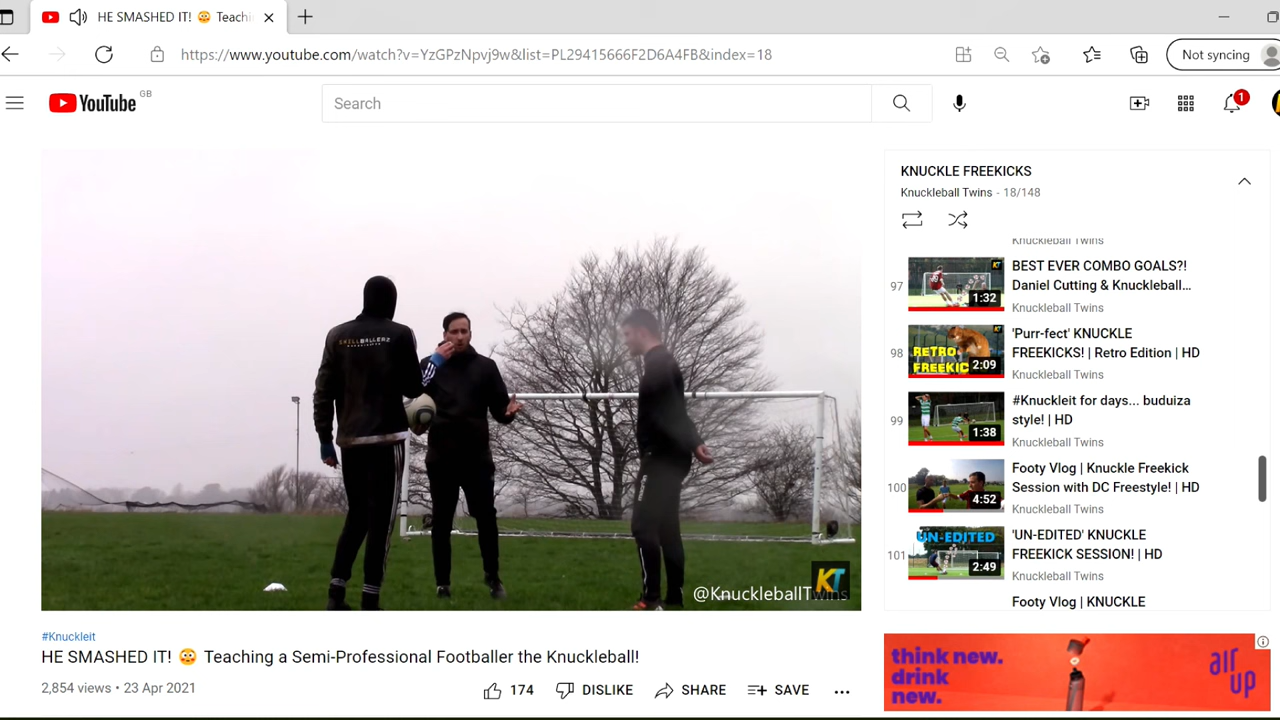 HE SMASHED IT! 😳 Teachi
https://www.youtube.com/watch?v=YzGPzNpvj9w&list=PL29415666F2D6A4FB&index=18
Not syncing
YouTube GB
Search
1
SKILLBALLERZ
KT
@KnuckleballTwins
#Knuckleit
HE SMASHED IT! 😳 Teaching a Semi-Professional Footballer the Knuckleball!
2,854 views • 23 Apr 2021
174 DISLIKE SHARE SAVE ...
KNUCKLE FREEKICKS
Knuckleball Twins - 18/148
Knuckleball Twins
97
KT
1:32
BEST EVER COMBO GOALS?!
Daniel Cutting & Knuckleball...
Knuckleball Twins
98
RETRO
FREEKIC
KT
2:09
'Purr-fect' KNUCKLE
FREEKICKS! | Retro Edition | HD
Knuckleball Twins
99
1:38
#Knuckleit for days... buduiza
style! | HD
Knuckleball Twins
100
4:52
Footy Vlog | Knuckle Freekick
Session with DC Freestyle! | HD
Knuckleball Twins
101
UN-EDITED
2:49
'UN-EDITED' KNUCKLE
FREEKICK SESSION! | HD
Knuckleball Twins
Footy Vlog | KNUCKLE
think new.
drink
new.
air
up